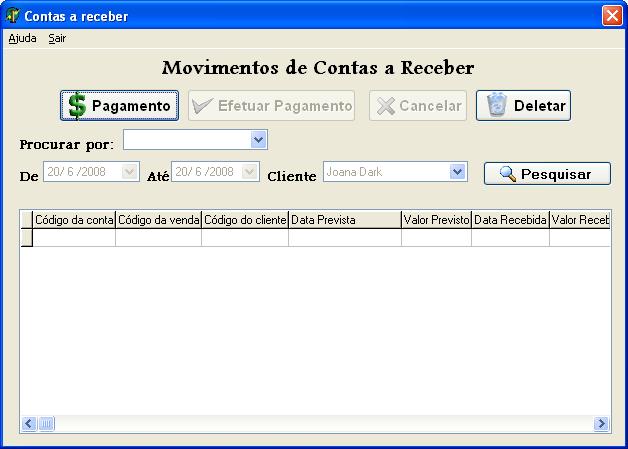 Contas a receber
Ajuda Sair
Movimentos de Contas a Receber
Pagamento Efetuar Pagamento Cancelar Deletar
Procurar por:
De 20/ 6 /2008 Até 20/ 6 /2008 Cliente Joana Dark Pesquisar
Código da conta Código da venda Código do cliente Data Prevista Valor Previsto Data Recebida Valor Receb